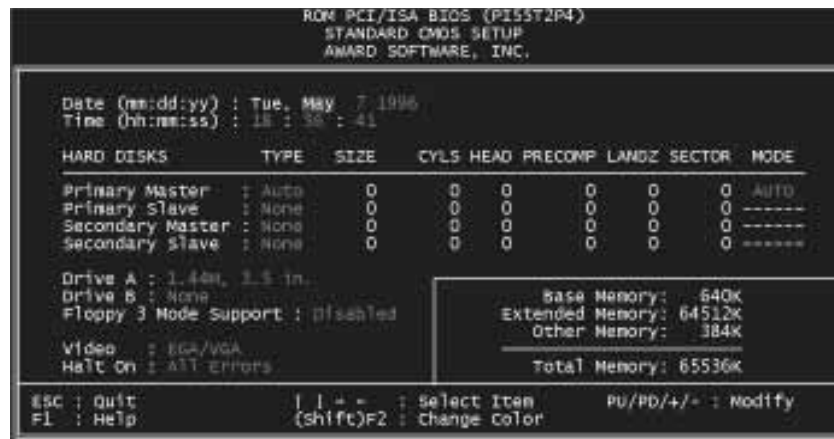 ROM PCI/ISA BIOS (PI55T2P4)
STANDARD CMOS SETUP
AWARD SOFTWARE, INC.
Date (mm:dd:yy) : Tue, May 7 1996
Time (hh:mm:ss) : 18 : 36 : 41
HARD DISKS TYPE SIZE CYLS HEAD PRECOMP LANDZ SECTOR MODE
Primary Master : Auto 0 0 0 0 0 0 AUTO
Primary Slave : None 0 0 0 0 0 0 ------
Secondary Master : None 0 0 0 0 0 0 ------
Secondary Slave : None 0 0 0 0 0 0 ------
Drive A : 1.44M, 3.5 in.
Drive B : None
Floppy 3 Mode Support : Disabled
Video : EGA/VGA
Halt On : All Errors
Base Memory: 640K
Extended Memory: 64512K
Other Memory: 384K
Total Memory: 65536K
ESC : Quit
F1 : Help
: Select Item
(Shift)F2 : Change Color
PU/PD/+/- : Modify